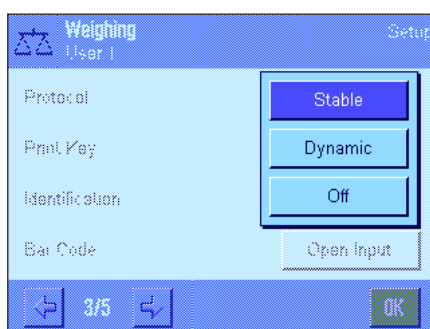 Weighing
User 1
Setup
Protocol
Stable
Print Key
Dynamic
Identification
Off
Bar Code
Open Input
3/5
OK